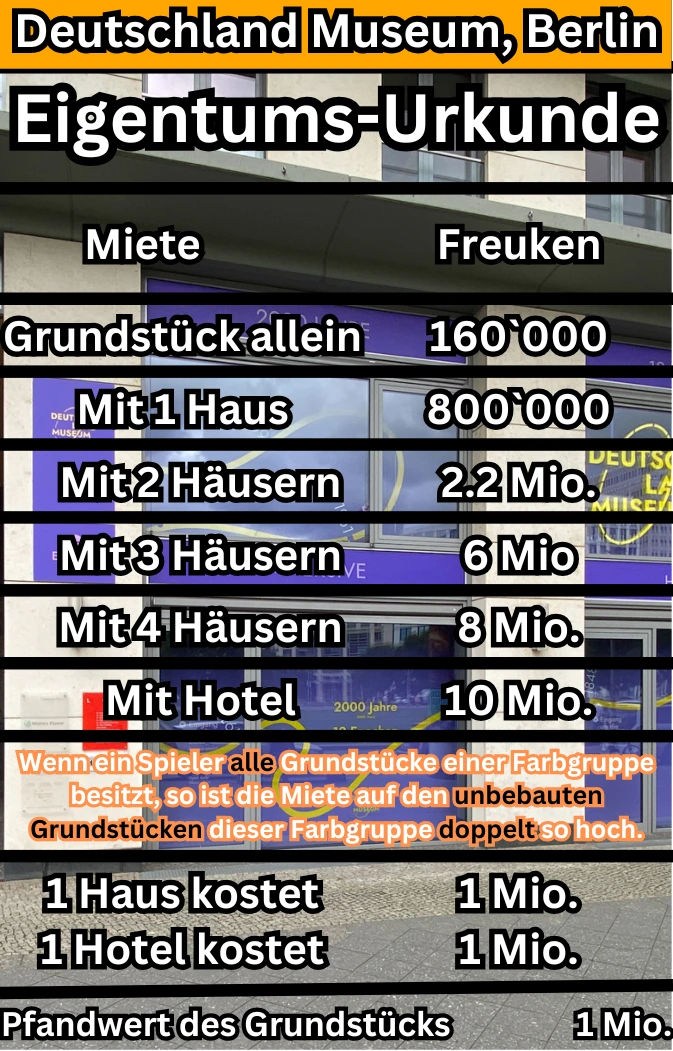 Deutschland Museum, Berlin
Eigentums-Urkunde
Miete Freuken
Grundstück allein 160`000
Mit 1 Haus 800`000
Mit 2 Häusern 2.2 Mio.
Mit 3 Häusern 6 Mio
Mit 4 Häusern 8 Mio.
Mit Hotel 10 Mio.
2000 Jahre
Wenn ein Spieler alle Grundstücke einer Farbgruppe
besitzt, so ist die Miete auf den unbebauten
Grundstücken dieser Farbgruppe doppelt so hoch.
1 Haus kostet 1 Mio.
1 Hotel kostet 1 Mio.
Pfandwert des Grundstücks 1 Mio.